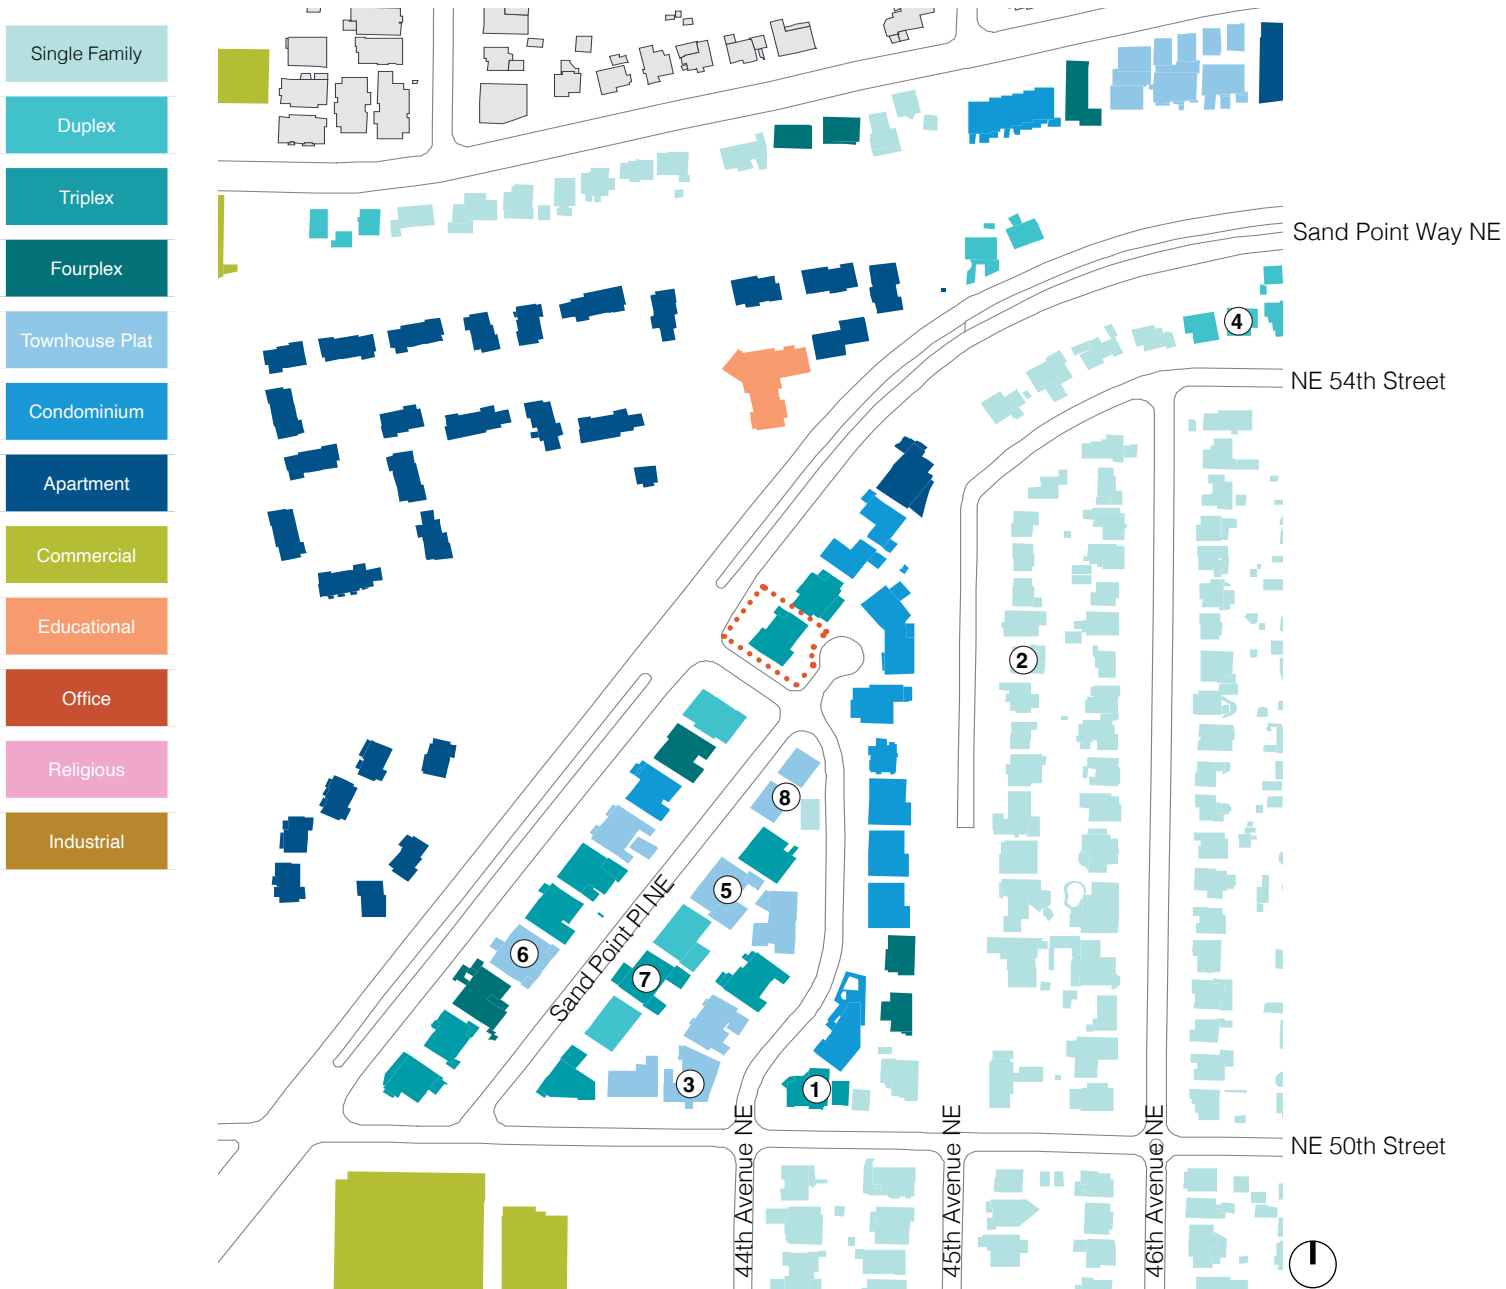 Single Family
Duplex
Triplex
Fourplex
Townhouse Plat
Condominium
Apartment
Commercial
Educational
Office
Religious
Industrial
Sand Point Way NE
4
NE 54th Street
2
8
5
6
7
Sand Point Pl NE
3
1
NE 50th Street
44th Avenue NE
45th Avenue NE
46th Avenue NE